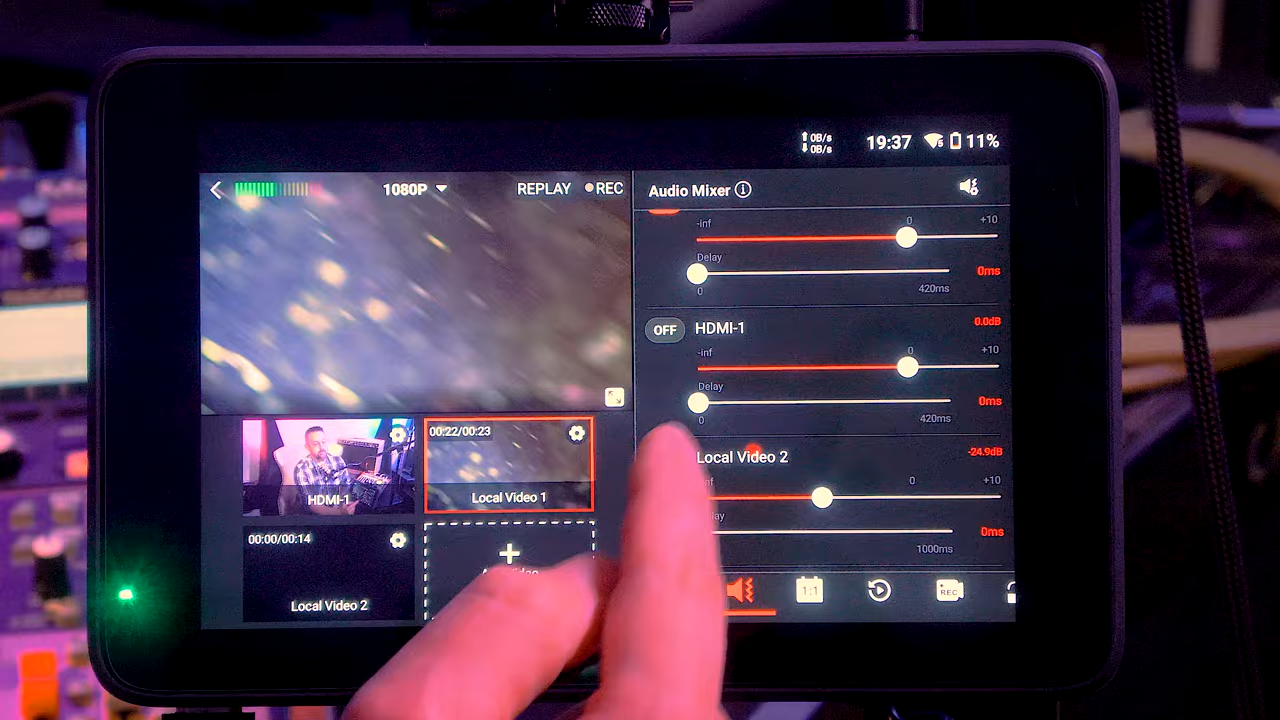 0B/s
0B/s
19:37
11%
1080P
REPLAY
REC
Audio Mixer
-inf
0
+10
Delay
0ms
0
420ms
OFF
HDMI-1
0.0dB
-inf
0
+10
Delay
0ms
0
420ms
Local Video 2
-24.9dB
0
+10
0ms
1000ms
1:1
REC
HDMI-1
00:22/00:23
Local Video 1
00:00/00:14
Local Video 2